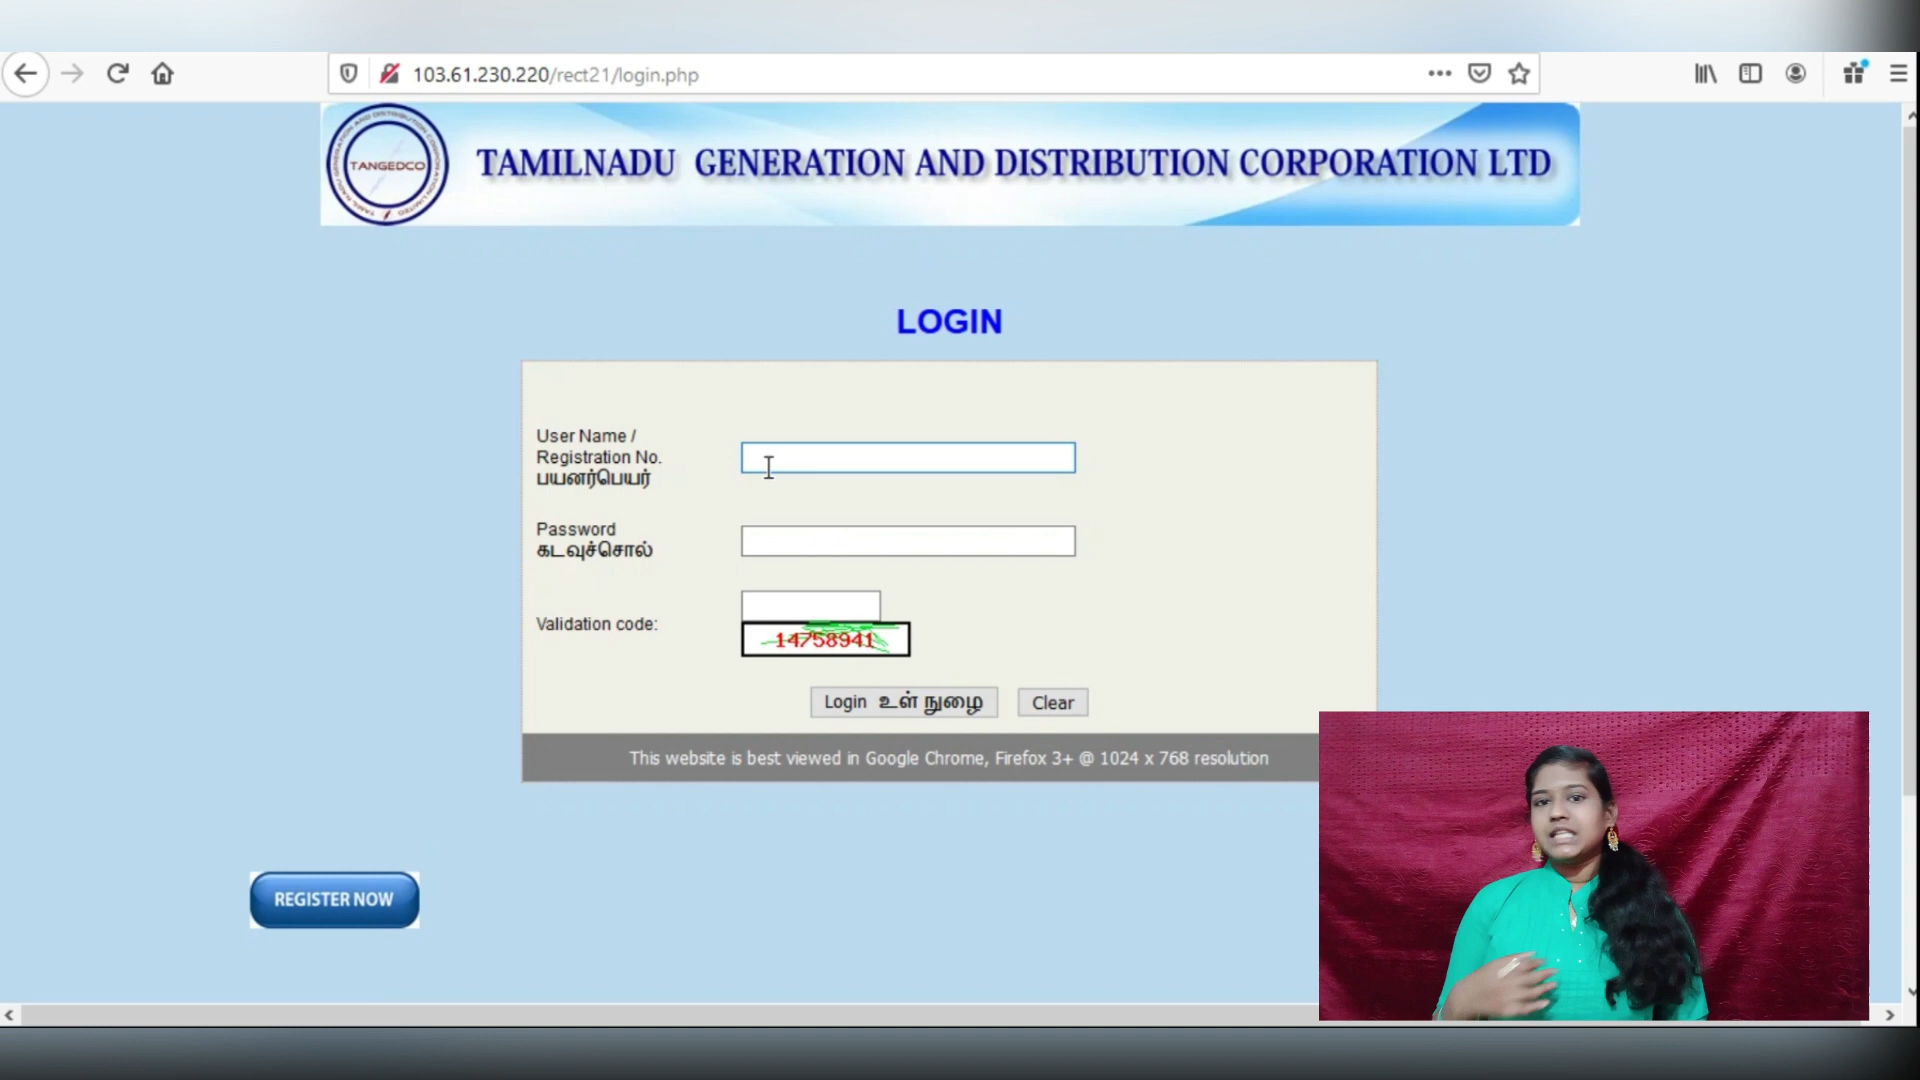 103.61.230.220/rect21/login.php
TANGEDCO
TAMILNADU GENERATION AND DISTRIBUTION CORPORATION LTD
LOGIN
User Name /
Registration No.
பயனர்பெயர்
Password
கடவுச்சொல்
Validation code:
14758941
Login உள் நுழை
Clear
This website is best viewed in Google Chrome, Firefox 3+ @ 1024 x 768 resolution
REGISTER NOW